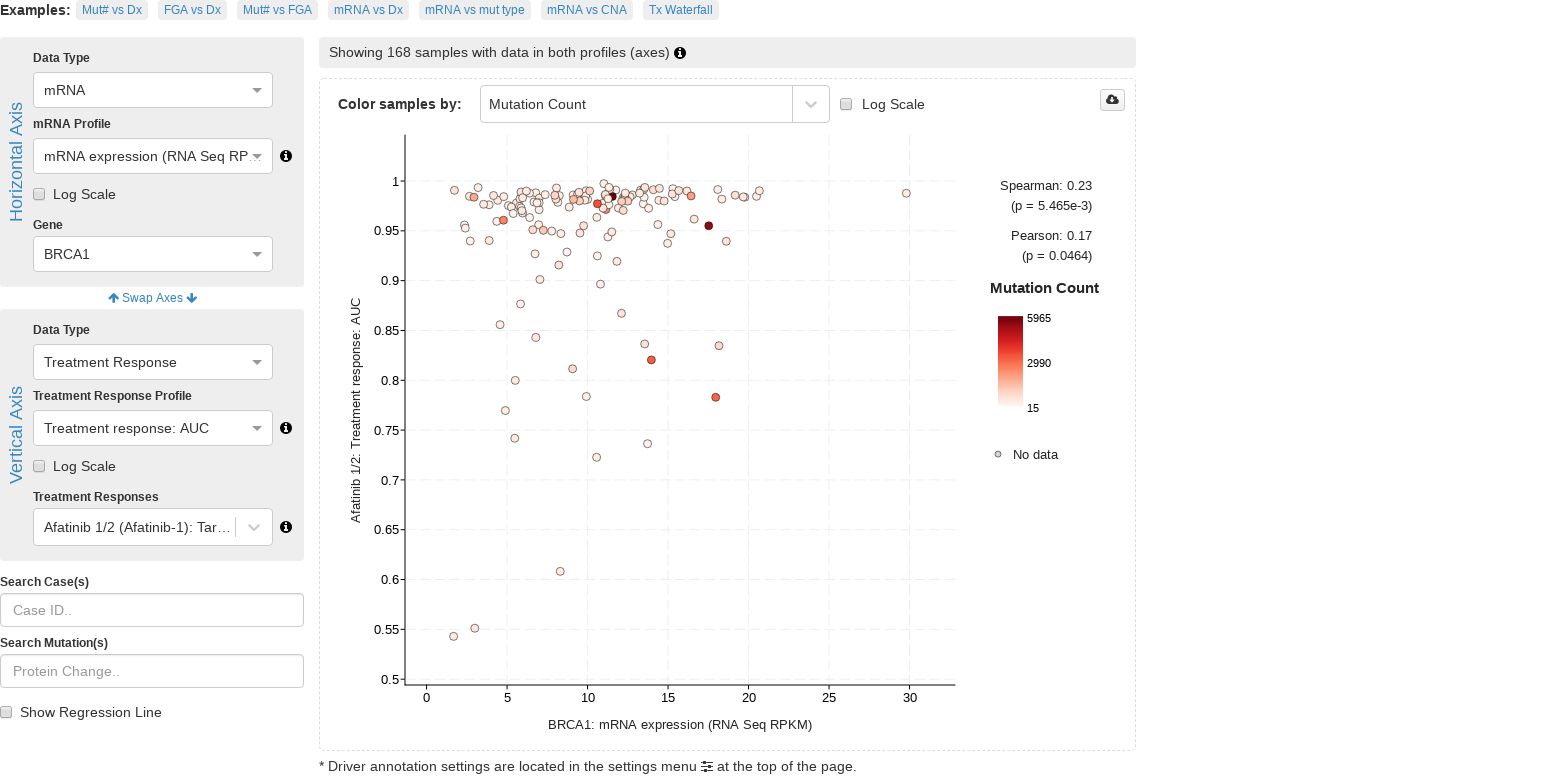 Examples: Mut# vs Dx FGA vs Dx Mut# vs FGA mRNA vs Dx mRNA vs mut type mRNA vs CNA Tx Waterfall
Horizontal Axis
Data Type
mRNA
mRNA Profile
mRNA expression (RNA Seq RP…
Log Scale
Gene
BRCA1
Swap Axes
Vertical Axis
Data Type
Treatment Response
Treatment Response Profile
Treatment response: AUC
Log Scale
Treatment Responses
Afatinib 1/2 (Afatinib-1): Tar…
Search Case(s)
Case ID..
Search Mutation(s)
Protein Change..
Show Regression Line
Showing 168 samples with data in both profiles (axes)
Color samples by: Mutation Count Log Scale
Afatinib 1/2: Treatment response: AUC
1
0.95
0.9
0.85
0.8
0.75
0.7
0.65
0.6
0.55
0.5
0 5 10 15 20 25 30
BRCA1: mRNA expression (RNA Seq RPKM)
Spearman: 0.23
(p = 5.465e-3)
Pearson: 0.17
(p = 0.0464)
Mutation Count
5965
2990
15
No data
* Driver annotation settings are located in the settings menu at the top of the page.